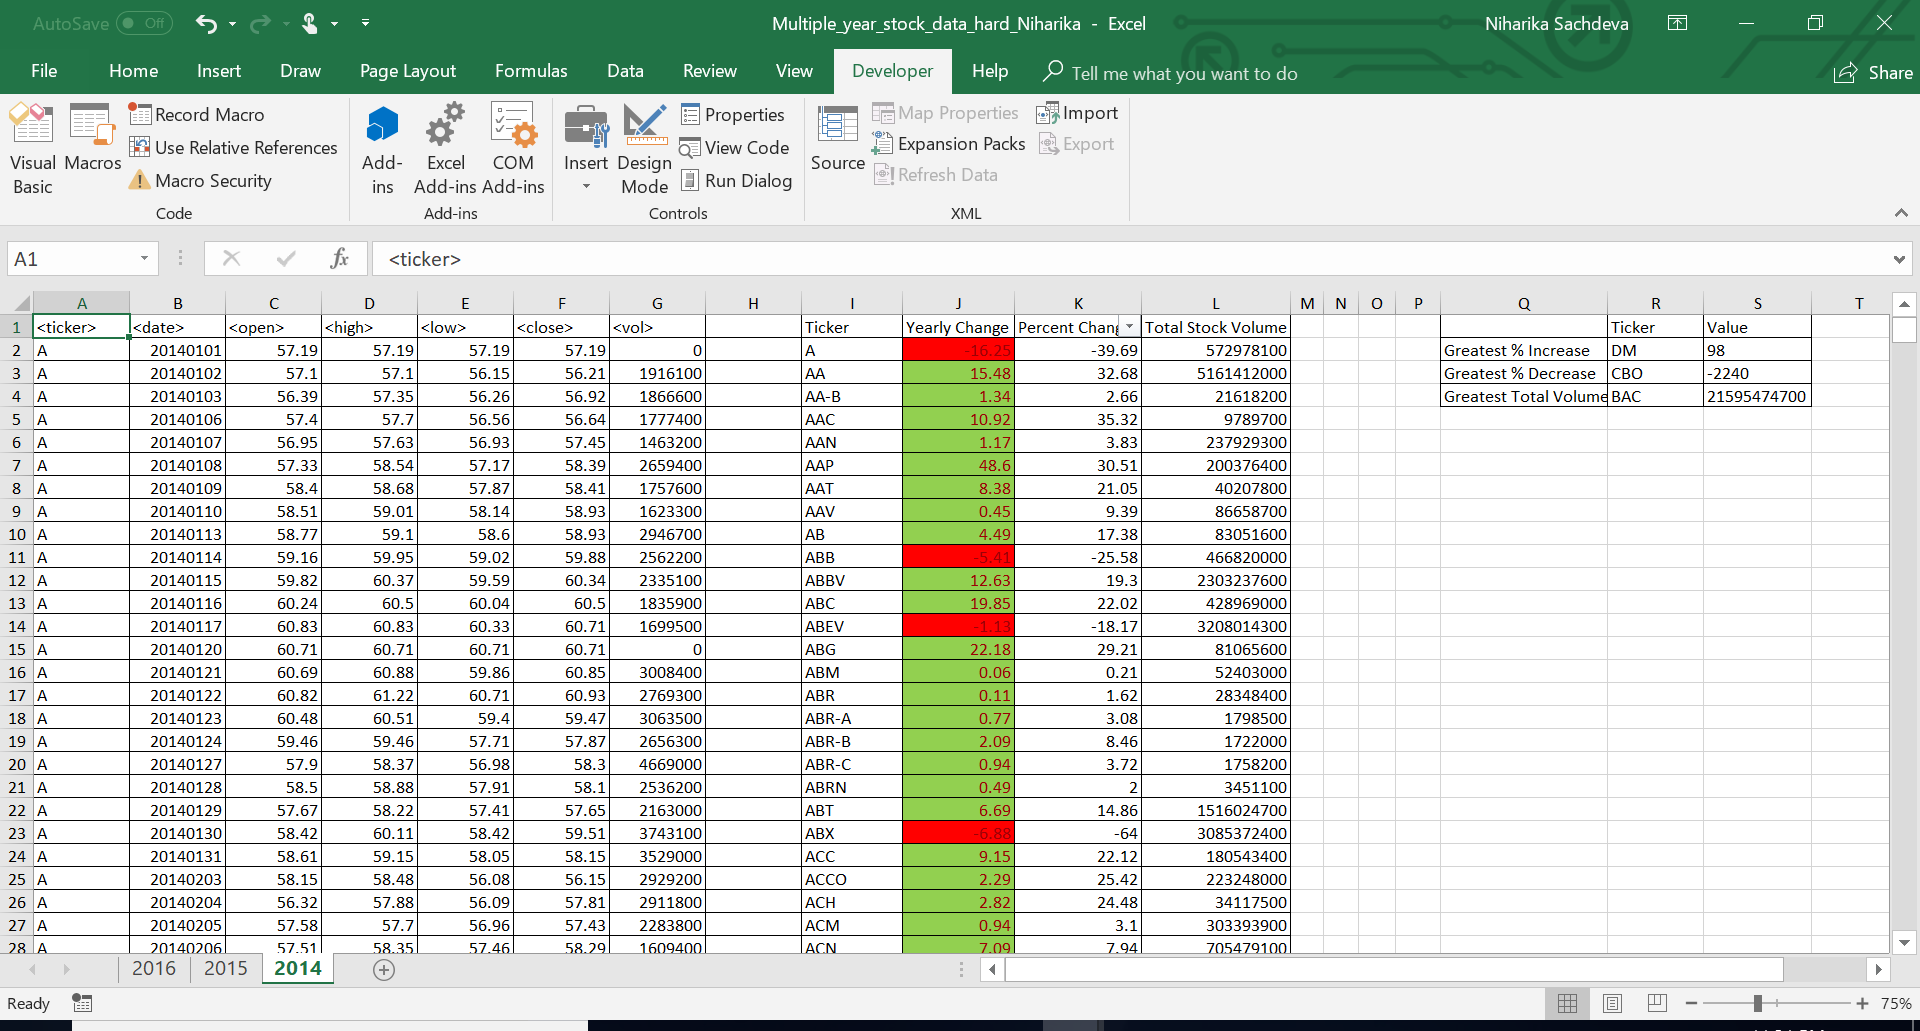 AutoSave Off Multiple_year_stock_data_hard_Niharika - Excel Niharika Sachdeva
File Home Insert Draw Page Layout Formulas Data Review View Developer Help Tell me what you want to do Share
Visual Basic
Macros
Record Macro
Use Relative References
Macro Security
Code
Add-ins
Excel Add-ins
COM Add-ins
Add-ins
Insert
Design Mode
Properties
View Code
Run Dialog
Controls
Source
Map Properties
Expansion Packs
Refresh Data
Import
Export
XML
A1 fx <ticker>
A B C D E F G H I J K L M N O P Q R S T
1 <ticker> <date> <open> <high> <low> <close> <vol> Ticker Yearly Change Percent Chang Total Stock Volume Ticker Value
2 A 20140101 57.19 57.19 57.19 57.19 0 A -16.25 -39.69 572978100 Greatest % Increase DM 98
3 A 20140102 57.1 57.1 56.15 56.21 1916100 AA 15.48 32.68 5161412000 Greatest % Decrease CBO -2240
4 A 20140103 56.39 57.35 56.26 56.92 1866600 AA-B 1.34 2.66 21618200 Greatest Total Volume BAC 21595474700
5 A 20140106 57.4 57.7 56.56 56.64 1777400 AAC 10.92 35.32 9789700
6 A 20140107 56.95 57.63 56.93 57.45 1463200 AAN 1.17 3.83 237929300
7 A 20140108 57.33 58.54 57.17 58.39 2659400 AAP 48.6 30.51 200376400
8 A 20140109 58.4 58.68 57.87 58.41 1757600 AAT 8.38 21.05 40207800
9 A 20140110 58.51 59.01 58.14 58.93 1623300 AAV 0.45 9.39 86658700
10 A 20140113 58.77 59.1 58.6 58.93 2946700 AB 4.49 17.38 83051600
11 A 20140114 59.16 59.95 59.02 59.88 2562200 ABB -5.41 -25.58 466820000
12 A 20140115 59.82 60.37 59.59 60.34 2335100 ABBV 12.63 19.3 2303237600
13 A 20140116 60.24 60.5 60.04 60.5 1835900 ABC 19.85 22.02 428969000
14 A 20140117 60.83 60.83 60.33 60.71 1699500 ABEV -1.13 -18.17 3208014300
15 A 20140120 60.71 60.71 60.71 60.71 0 ABG 22.18 29.21 81065600
16 A 20140121 60.69 60.88 59.86 60.85 3008400 ABM 0.06 0.21 52403000
17 A 20140122 60.82 61.22 60.71 60.93 2769300 ABR 0.11 1.62 28348400
18 A 20140123 60.48 60.51 59.4 59.47 3063500 ABR-A 0.77 3.08 1798500
19 A 20140124 59.46 59.46 57.71 57.87 2656300 ABR-B 2.09 8.46 1722000
20 A 20140127 57.9 58.37 56.98 58.3 4669000 ABR-C 0.94 3.72 1758200
21 A 20140128 58.5 58.88 57.91 58.1 2536200 ABRN 0.49 2 3451100
22 A 20140129 57.67 58.22 57.41 57.65 2163000 ABT 6.69 14.86 1516024700
23 A 20140130 58.42 60.11 58.42 59.51 3743100 ABX -6.88 -64 3085372400
24 A 20140131 58.61 59.15 58.05 58.15 3529000 ACC 9.15 22.12 180543400
25 A 20140203 58.15 58.48 56.08 56.15 2929200 ACCO 2.29 25.42 223248000
26 A 20140204 56.32 57.88 56.09 57.81 2911800 ACH 2.82 24.48 34117500
27 A 20140205 57.58 57.7 56.96 57.43 2283800 ACM 0.94 3.1 303393900
28 A 20140206 57.51 58.35 57.46 58.29 1609400 ACN 7.09 7.94 705479100
2016 2015 2014
Ready 75%